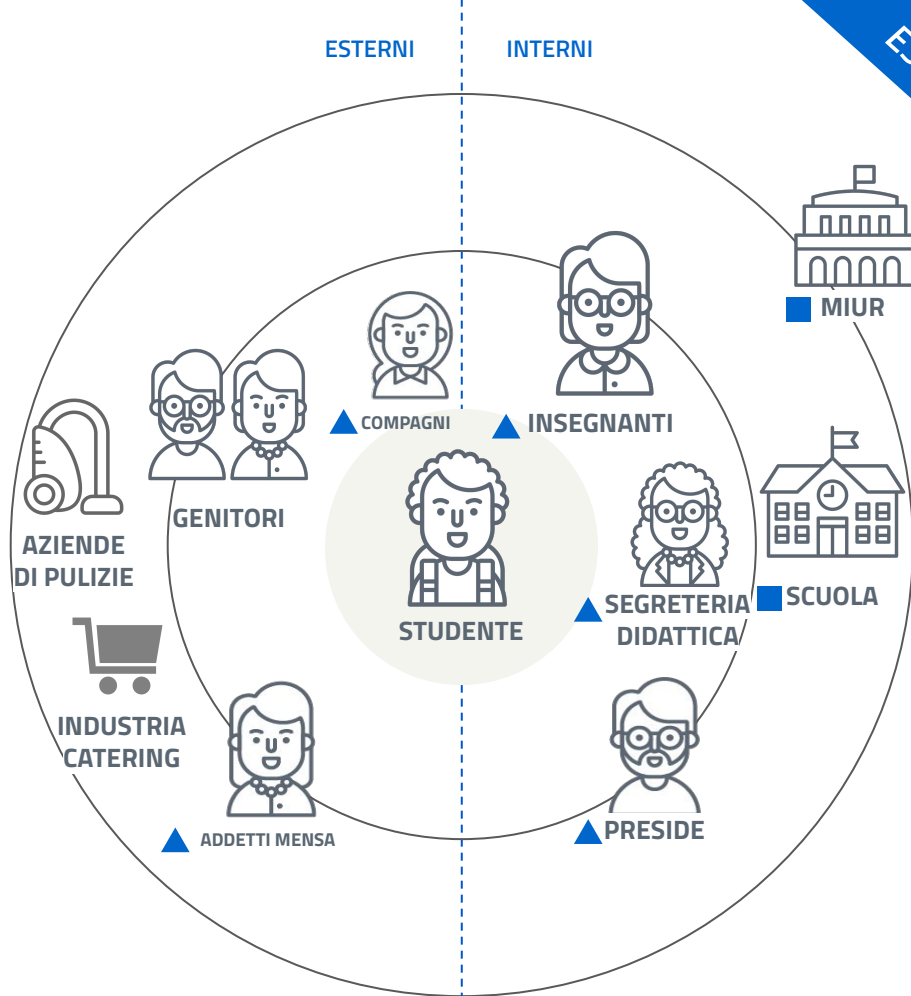 ESTERNI
INTERNI
MIUR
COMPAGNI
INSEGNANTI
GENITORI
AZIENDE
DI PULIZIE
STUDENTE
SEGRETERIA
DIDATTICA
SCUOLA
INDUSTRIA
CATERING
ADDETTI MENSA
PRESIDE